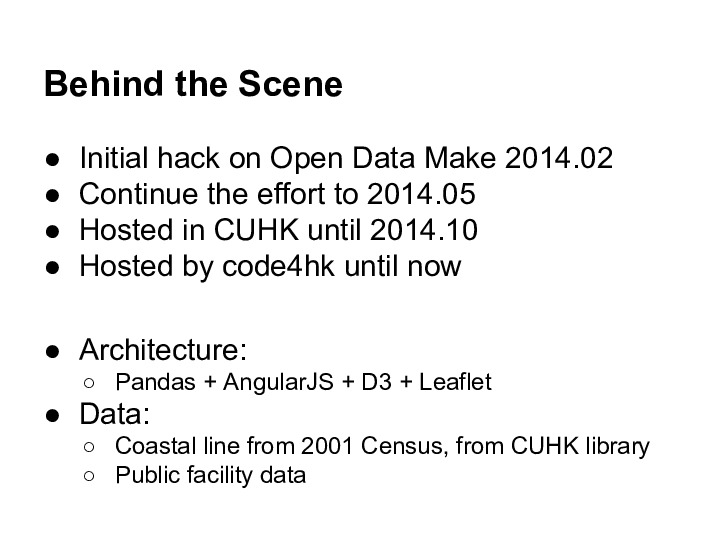 Behind the Scene
● Initial hack on Open Data Make 2014.02
● Continue the effort to 2014.05
● Hosted in CUHK until 2014.10
● Hosted by code4hk until now
● Architecture:
○ Pandas + AngularJS + D3 + Leaflet
● Data:
○ Coastal line from 2001 Census, from CUHK library
○ Public facility data